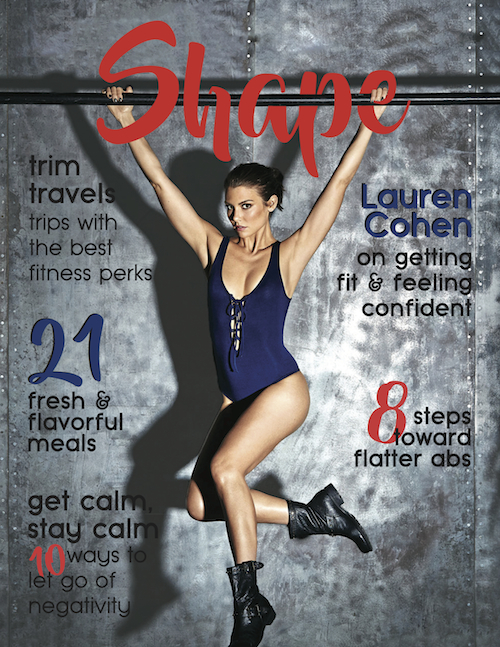 Shape
trim
travels
trips with
the best
fitness perks
Lauren
Cohen
on getting
fit & feeling
confident
21
fresh &
flavorful
meals
8 steps
toward
flatter abs
get calm,
stay calm
10 ways to
let go of
negativity